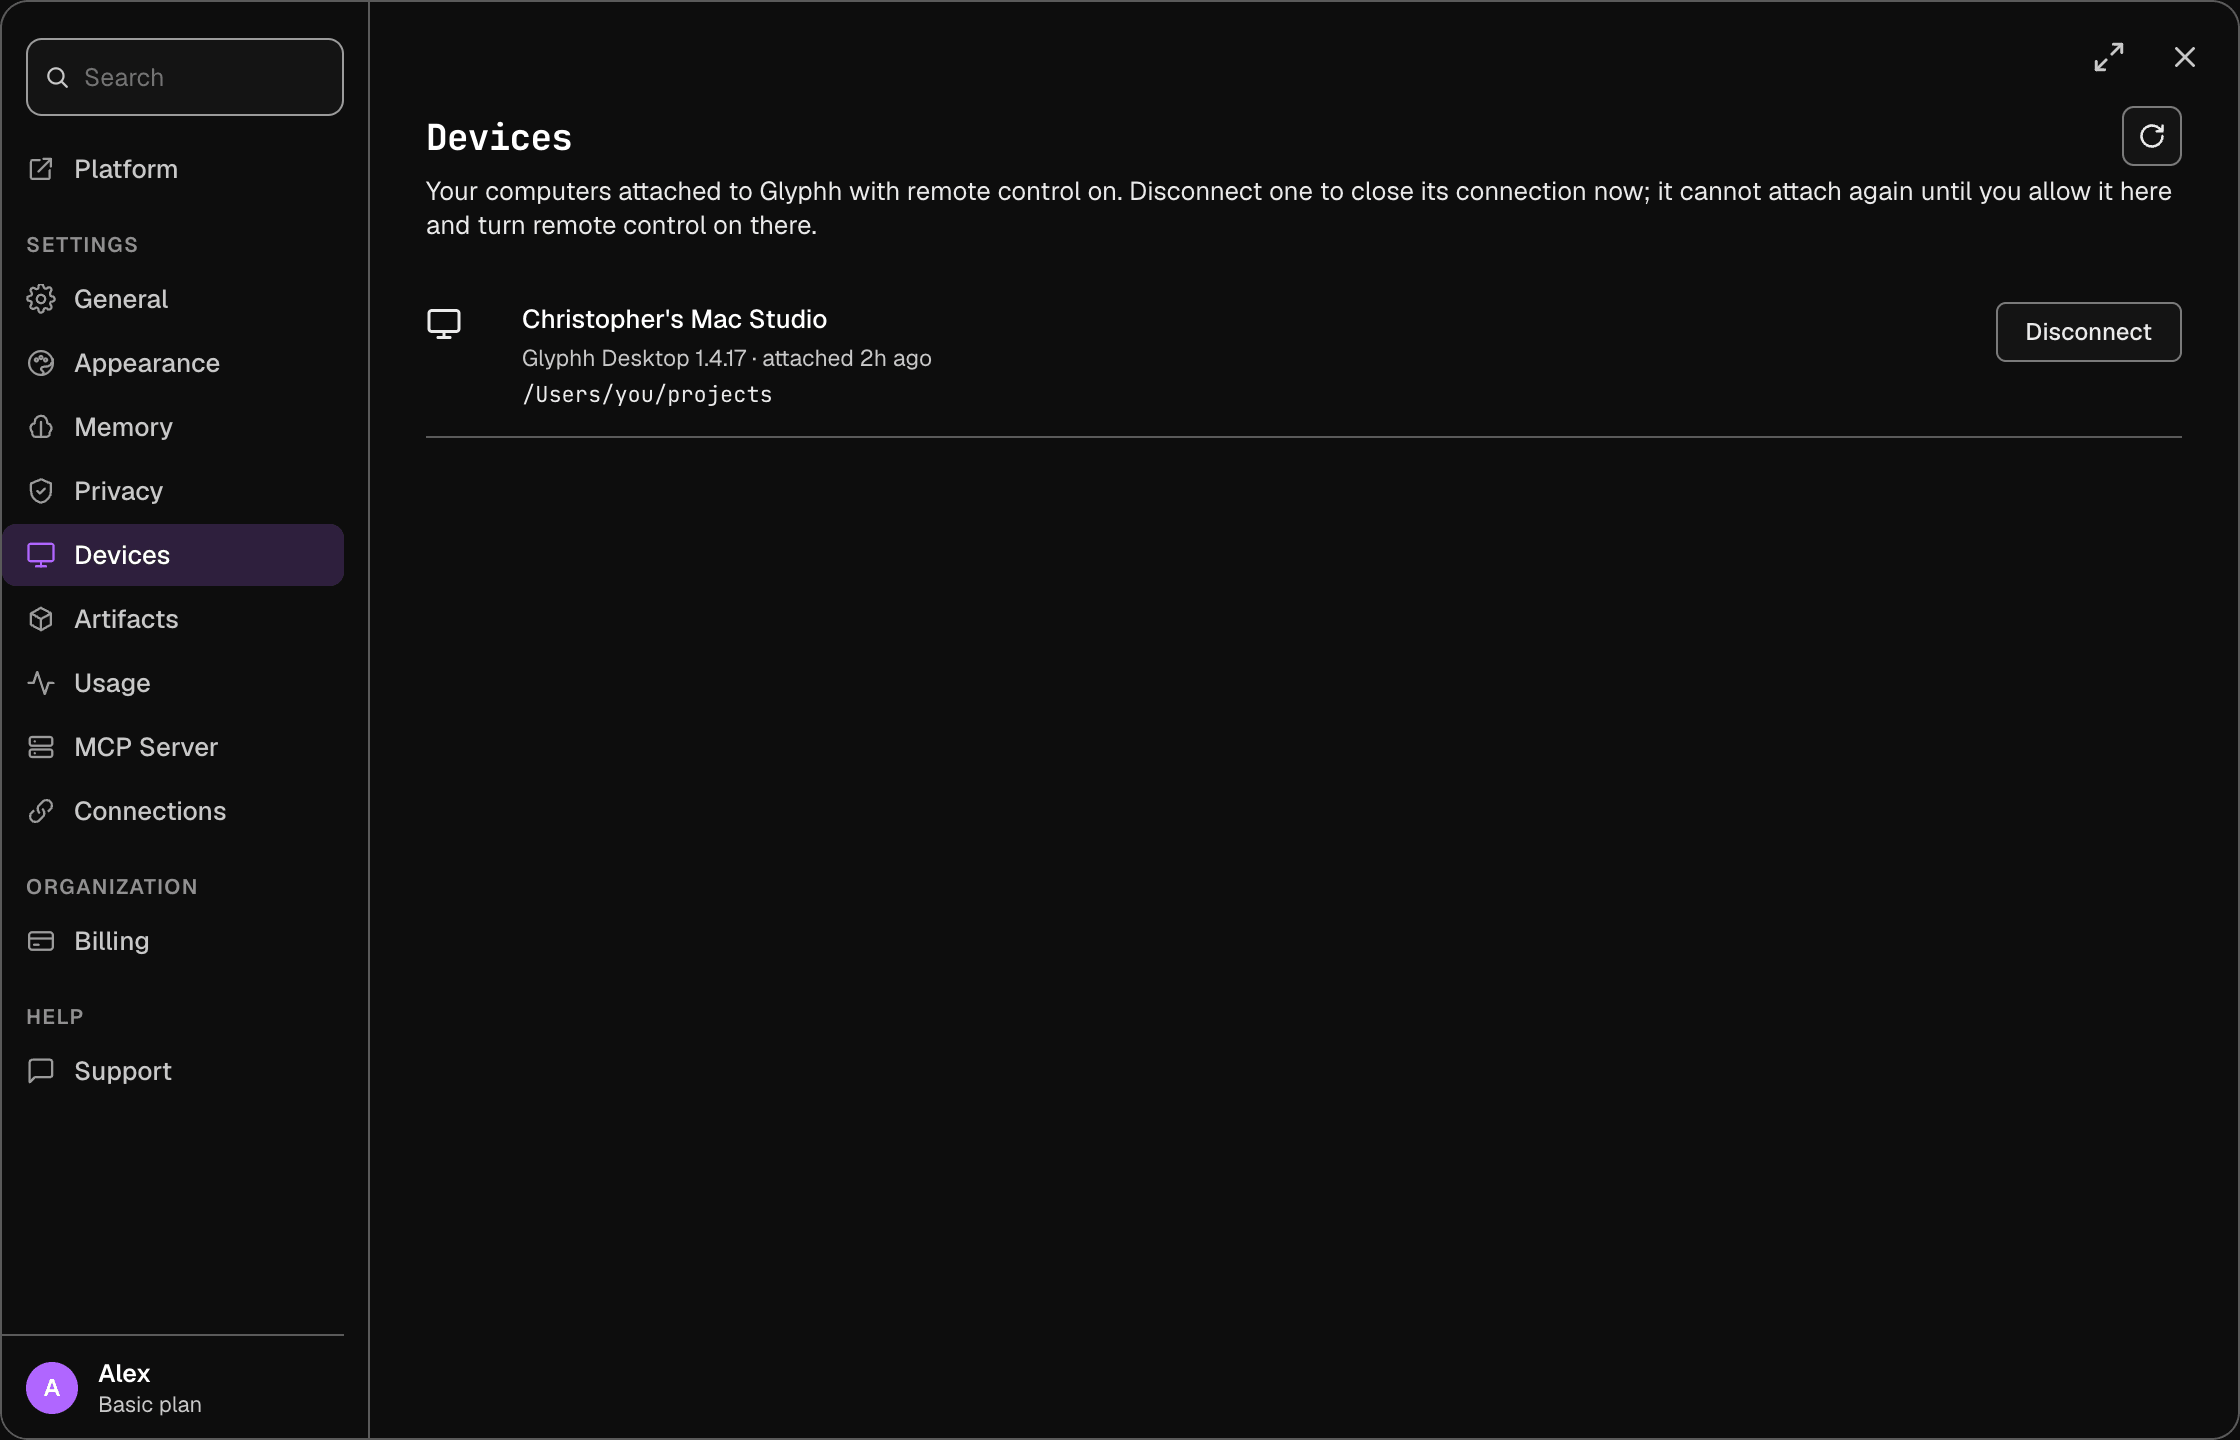 Search
Platform
SETTINGS
General
Appearance
Memory
Privacy
Devices
Artifacts
Usage
MCP Server
Connections
ORGANIZATION
Billing
HELP
Support
A
Alex
Basic plan
Devices
Your computers attached to Glyphh with remote control on. Disconnect one to close its connection now; it cannot attach again until you allow it here
and turn remote control on there.
Christopher's Mac Studio
Disconnect
Glyphh Desktop 1.4.17 · attached 2h ago
/Users/you/projects